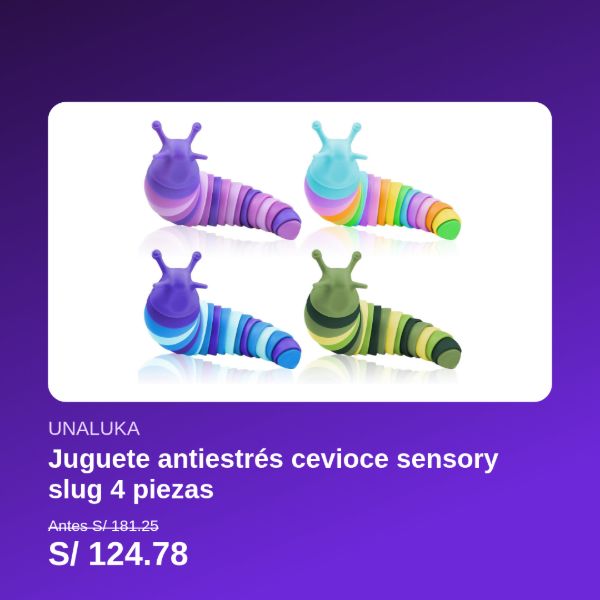 UNALUKA
Juguete antiestrés cevioce sensory
slug 4 piezas
Antes S/ 181.25
S/ 124.78